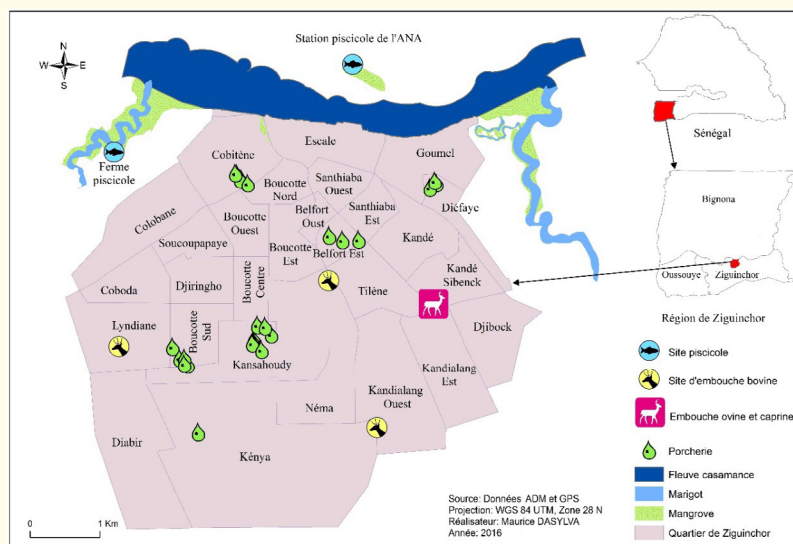 N
W
E
S
Station piscicole de l'ANA
Ferme
piscicole
Escale
Cobitène
Goumel
Boucotte
Nord
Santhiaba
Ouest
Santhiaba
Est
Diéfaye
Colobane
Boucotte
Ouest
Belfort
Oust
Belfort Est
Kandé
Soucoupapaye
Boucotte
Est
Boucotte
Centre
Kandé
Sibenck
Coboda
Djiringho
Tilène
Lyndiane
Boucotte
Sud
Djibock
Kansahoudy
Kandialang
Est
Kandialang
Ouest
Néma
Diabir
Kénya
0
1 Km
Source: Données ADM et GPS
Projection: WGS 84 UTM, Zone 28 N
Réalisateur: Maurice DASYLVA
Année: 2016
Sénégal
Bignona
Oussouye
Ziguinchor
Région de Ziguinchor
Site piscicole
Site d'embouche bovine
Embouche ovine et caprine
Porcherie
Fleuve casamance
Marigot
Mangrove
Quartier de Ziguinchor